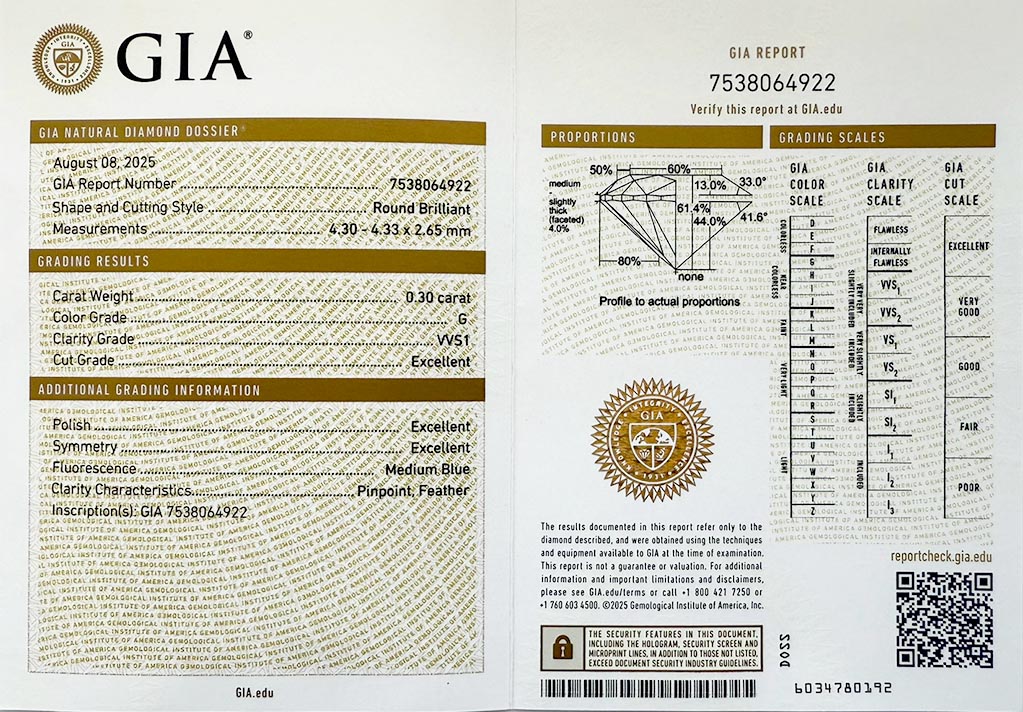 GIA®
GIA NATURAL DIAMOND DOSSIER®
August 08, 2025
GIA Report Number 7538064922
Shape and Cutting Style Round Brilliant
Measurements 4.30 - 4.33 x 2.65 mm
GRADING RESULTS
Carat Weight 0.30 carat
Color Grade G
Clarity Grade VVS1
Cut Grade Excellent
ADDITIONAL GRADING INFORMATION
Polish Excellent
Symmetry Excellent
Fluorescence Medium Blue
Clarity Characteristics Pinpoint, Feather
Inscription(s): GIA 7538064922
GIA.edu
GIA REPORT
7538064922
Verify this report at GIA.edu
PROPORTIONS
50%
60%
medium
-
slightly
thick
(faceted)
4.0%
13.0%
33.0°
61.4%
44.0%
41.6°
80%
none
Profile to actual proportions
GIA
1931
The results documented in this report refer only to the
diamond described, and were obtained using the techniques
and equipment available to GIA at the time of examination.
This report is not a guarantee or valuation. For additional
information and important limitations and disclaimers,
please see GIA.edu/terms or call +1 800 421 7250 or
+1 760 603 4500. ©2025 Gemological Institute of America, Inc.
THE SECURITY FEATURES IN THIS DOCUMENT,
INCLUDING THE HOLOGRAM, SECURITY SCREEN AND
MICROPRINT LINES, IN ADDITION TO THOSE NOT LISTED,
EXCEED DOCUMENT SECURITY INDUSTRY GUIDELINES.
GRADING SCALES
GIA
COLOR
SCALE
COLORLESS
D
E
F
NEAR
COLORLESS
G
H
I
J
FAINT
K
L
M
VERY LIGHT
N
O
P
Q
R
LIGHT
S
T
U
V
W
X
Y
Z
GIA
CLARITY
SCALE
FLAWLESS
INTERNALLY
FLAWLESS
VERY VERY
SLIGHTLY INCLUDED
VVS1
VVS2
VERY SLIGHTLY
INCLUDED
VS1
VS2
SLIGHTLY
INCLUDED
SI1
SI2
INCLUDED
I1
I2
I3
GIA
CUT
SCALE
EXCELLENT
VERY
GOOD
GOOD
FAIR
POOR
reportcheck.gia.edu
DO22
6034780192